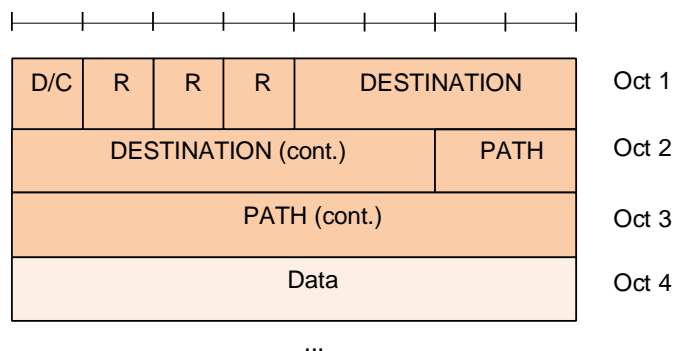 D/C R R R DESTINATION Oct 1
DESTINATION (cont.) PATH Oct 2
PATH (cont.) Oct 3
Data Oct 4
...